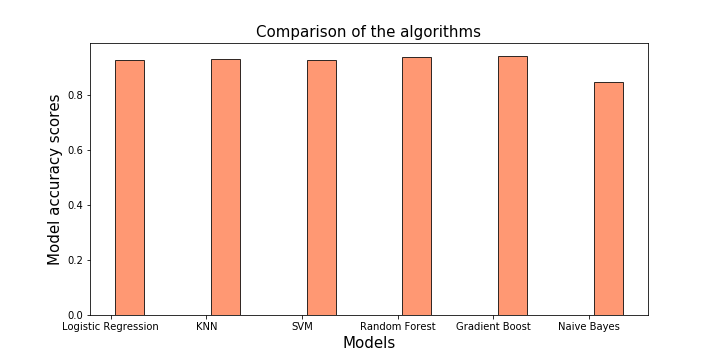 Comparison of the algorithms
Model accuracy scores
0.8
0.6
0.4
0.2
0.0
Logistic Regression KNN SVM Random Forest Gradient Boost Naive Bayes
Models